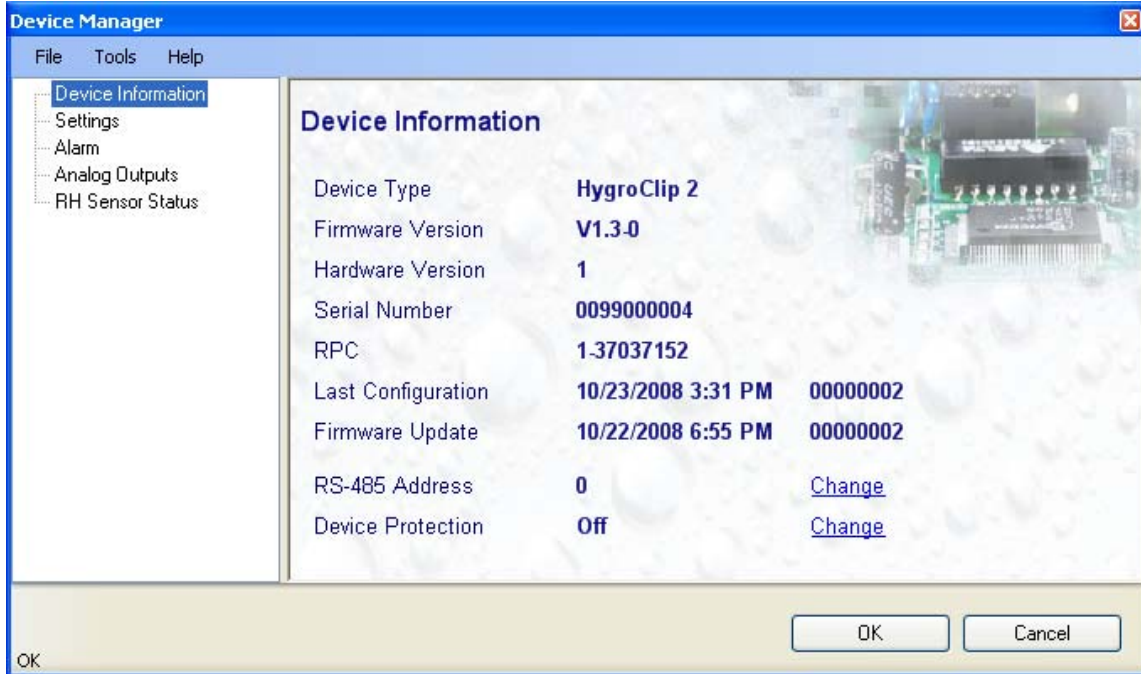 Device Manager
File Tools Help
Device Information
Settings
Alarm
Analog Outputs
RH Sensor Status
Device Information
Device Type HygroClip 2
Firmware Version V1.3-0
Hardware Version 1
Serial Number 0099000004
RPC 1-37037152
Last Configuration 10/23/2008 3:31 PM 00000002
Firmware Update 10/22/2008 6:55 PM 00000002
RS-485 Address 0 Change
Device Protection Off Change
OK Cancel
OK